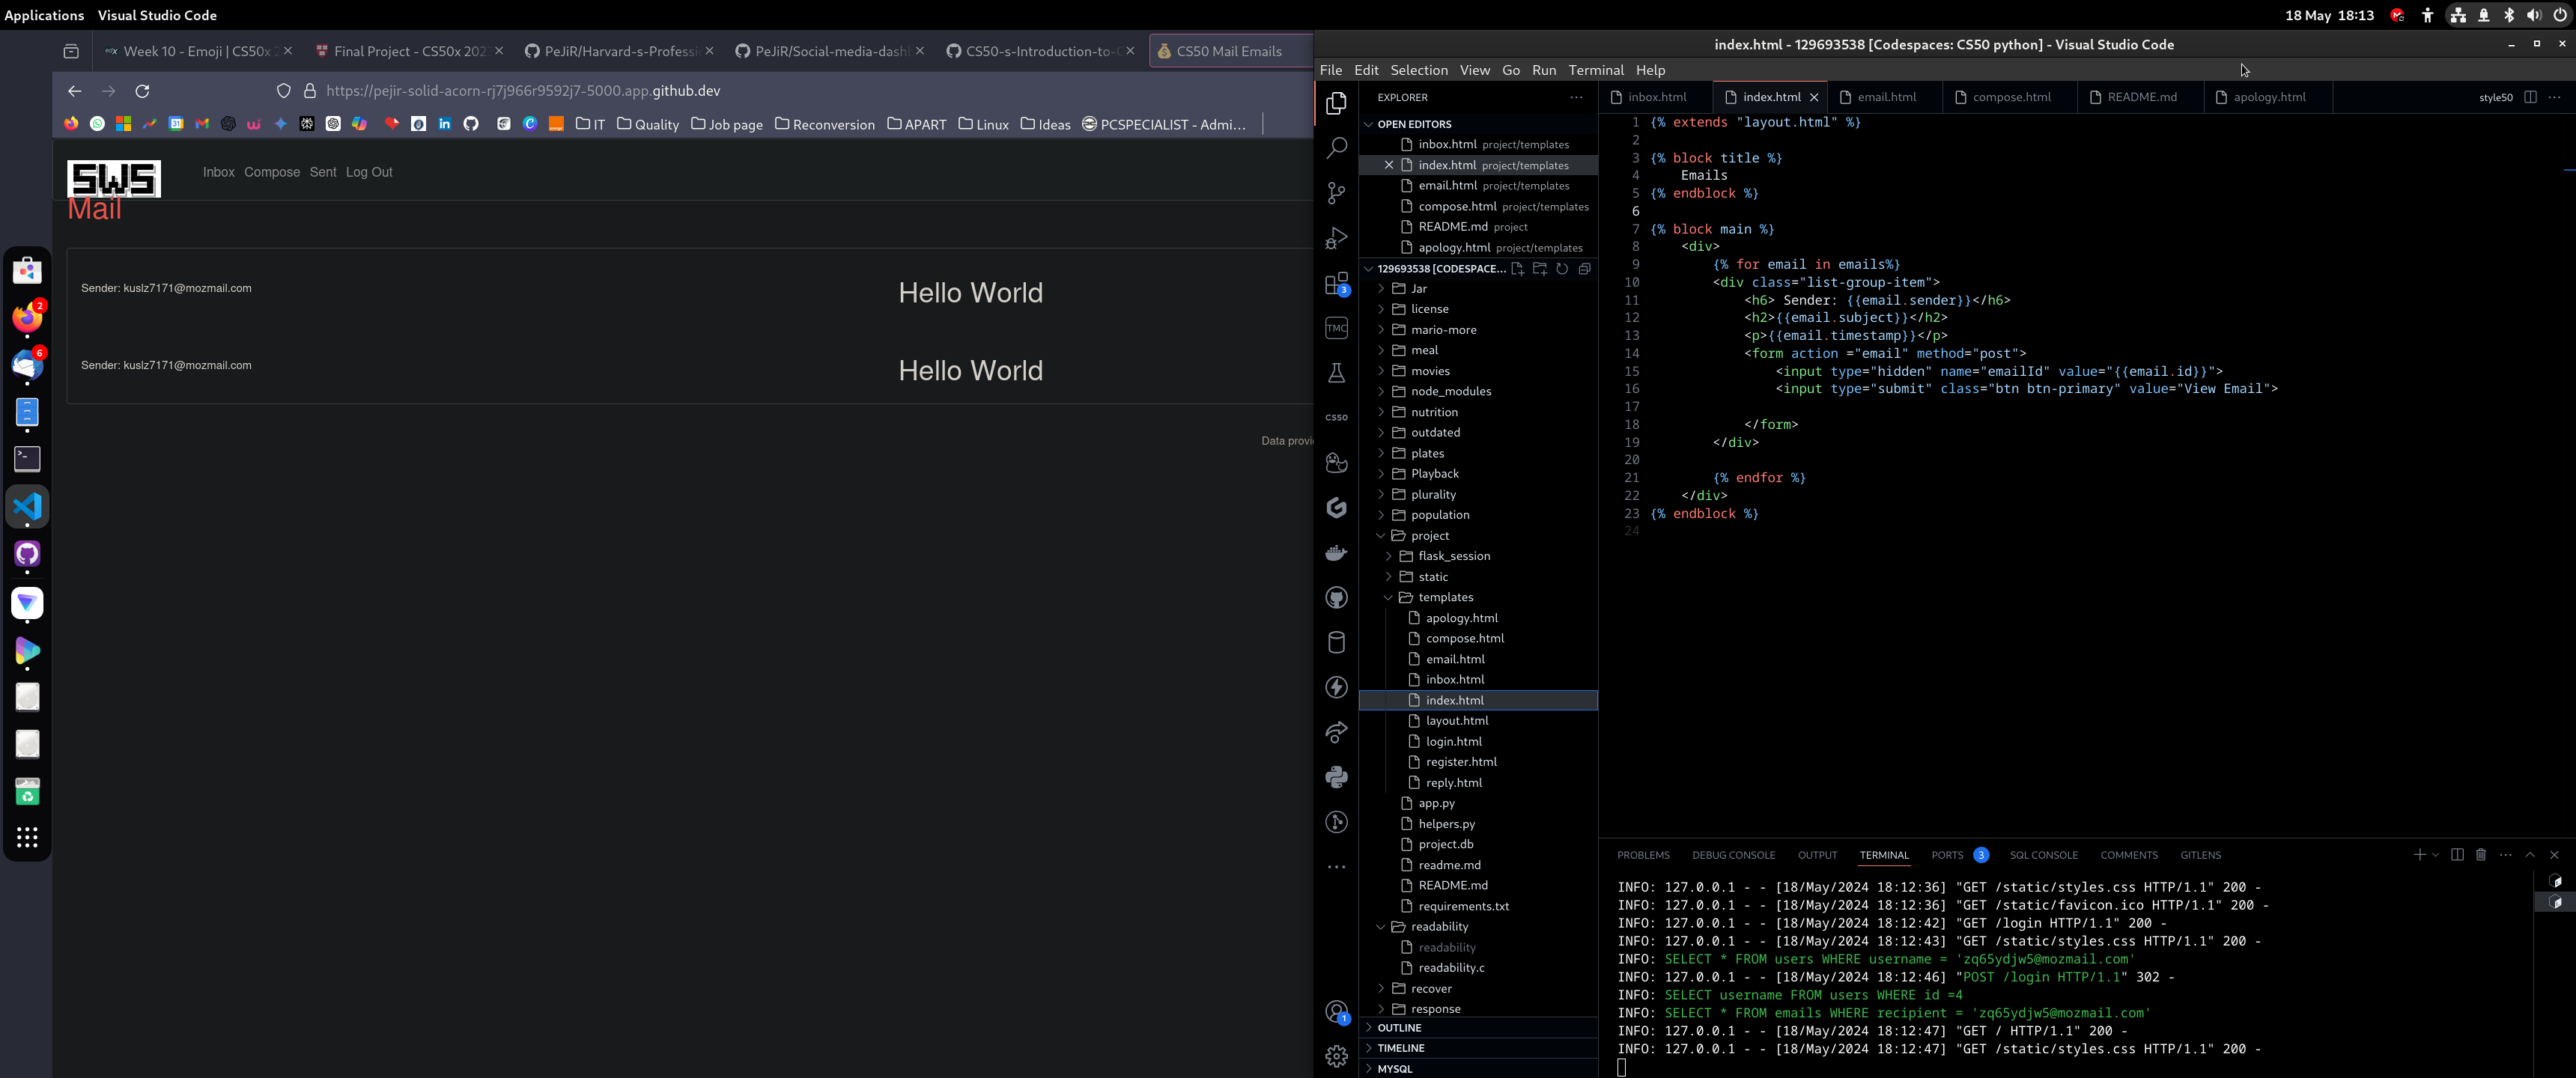 Applications Visual Studio Code
18 May 18:13
Week 10 - Emoji | CS50x 2
Final Project - CS50x 202
PeJiR/Harvard-s-Professi
PeJiR/Social-media-dash
CS50-s-Introduction-to-C
CS50 Mail Emails
https://pejir-solid-acorn-rj7j966r9592j7-5000.app.github.dev
IT Quality Job page Reconversion APART Linux Ideas PCSPECIALIST - Admi...
SWS
Mail
Inbox Compose Sent Log Out
Sender: kuslz7171@mozmail.com
Hello World
Sender: kuslz7171@mozmail.com
Hello World
Data provi
2
6
index.html - 129693538 [Codespaces: CS50 python] - Visual Studio Code
File Edit Selection View Go Run Terminal Help
3
TMC
CS50
1
EXPLORER
OPEN EDITORS
inbox.html project/templates
index.html project/templates
email.html project/templates
compose.html project/templates
README.md project
apology.html project/templates
129693538 [CODESPACE...
Jar
license
mario-more
meal
movies
node_modules
nutrition
outdated
plates
Playback
plurality
population
project
flask_session
static
templates
apology.html
compose.html
email.html
inbox.html
index.html
layout.html
login.html
register.html
reply.html
app.py
helpers.py
project.db
readme.md
README.md
requirements.txt
readability
readability
readability.c
recover
response
OUTLINE
TIMELINE
MYSQL
inbox.html index.html email.html compose.html README.md apology.html style50
1 {% extends "layout.html" %}
2
3 {% block title %}
4 Emails
5 {% endblock %}
6
7 {% block main %}
8 <div>
9 {% for email in emails%}
10 <div class="list-group-item">
11 <h6> Sender: {{email.sender}}</h6>
12 <h2>{{email.subject}}</h2>
13 <p>{{email.timestamp}}</p>
14 <form action ="email" method="post">
15 <input type="hidden" name="emailId" value="{{email.id}}">
16 <input type="submit" class="btn btn-primary" value="View Email">
17
18 </form>
19 </div>
20
21 {% endfor %}
22 </div>
23 {% endblock %}
24
PROBLEMS DEBUG CONSOLE OUTPUT TERMINAL PORTS 3 SQL CONSOLE COMMENTS GITLENS
INFO: 127.0.0.1 - - [18/May/2024 18:12:36] "GET /static/styles.css HTTP/1.1" 200 -
INFO: 127.0.0.1 - - [18/May/2024 18:12:36] "GET /static/favicon.ico HTTP/1.1" 200 -
INFO: 127.0.0.1 - - [18/May/2024 18:12:42] "GET /login HTTP/1.1" 200 -
INFO: 127.0.0.1 - - [18/May/2024 18:12:43] "GET /static/styles.css HTTP/1.1" 200 -
INFO: SELECT * FROM users WHERE username = 'zq65ydjw5@mozmail.com'
INFO: 127.0.0.1 - - [18/May/2024 18:12:46] "POST /login HTTP/1.1" 302 -
INFO: SELECT username FROM users WHERE id =4
INFO: SELECT * FROM emails WHERE recipient = 'zq65ydjw5@mozmail.com'
INFO: 127.0.0.1 - - [18/May/2024 18:12:47] "GET / HTTP/1.1" 200 -
INFO: 127.0.0.1 - - [18/May/2024 18:12:47] "GET /static/styles.css HTTP/1.1" 200 -